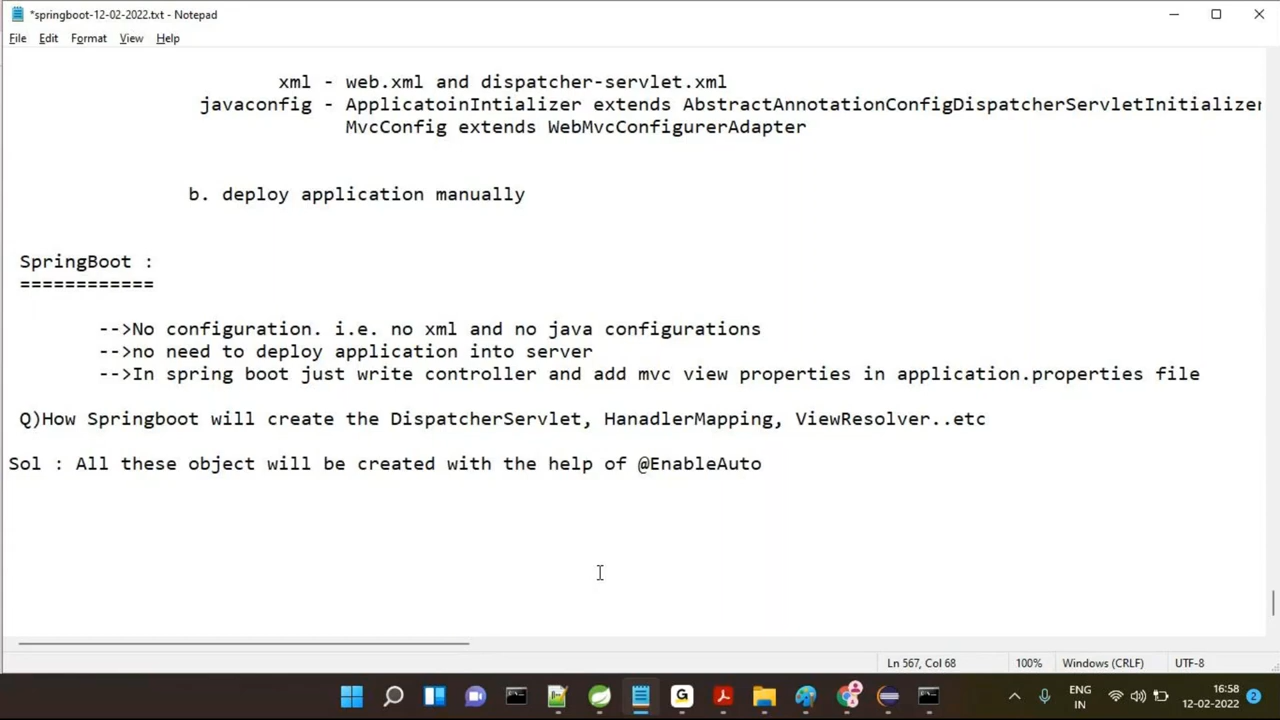 *springboot-12-02-2022.txt - Notepad
File Edit Format View Help
xml - web.xml and dispatcher-servlet.xml
javaconfig - ApplicatoinIntializer extends AbstractAnnotationConfigDispatcherServletInitializer
MvcConfig extends WebMvcConfigurerAdapter
b. deploy application manually
SpringBoot :
============
-->No configuration. i.e. no xml and no java configurations
-->no need to deploy application into server
-->In spring boot just write controller and add mvc view properties in application.properties file
Q)How Springboot will create the DispatcherServlet, HanadlerMapping, ViewResolver..etc
Sol : All these object will be created with the help of @EnableAuto
Ln 567, Col 68 100% Windows (CRLF) UTF-8
ENG 16:58
IN 12-02-2022 2